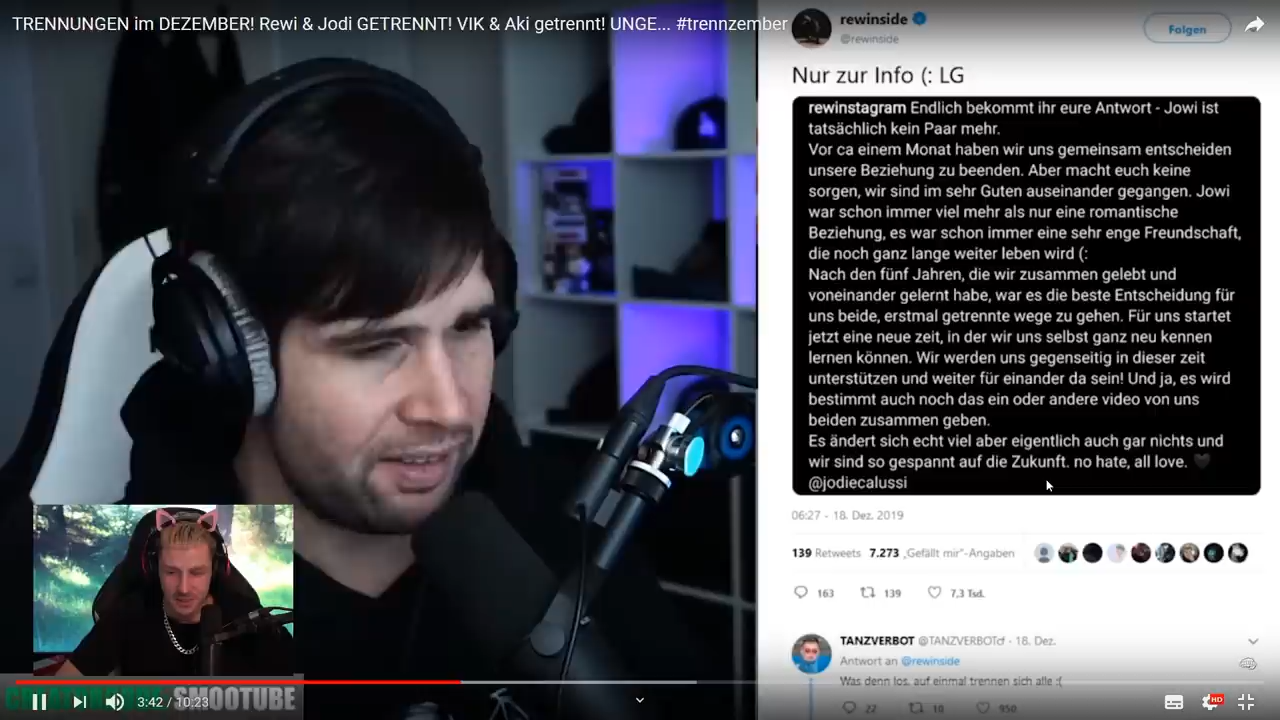 TRENNUNGEN im DEZEMBER! Rewi & Jodi GETRENNT! VIK & Aki getrennt! UNGE... #trennzember
rewinside
@rewinside
Folgen
Nur zur Info (: LG
rewinstagram Endlich bekommt ihr eure Antwort - Jowi ist
tatsächlich kein Paar mehr.
Vor ca einem Monat haben wir uns gemeinsam entscheiden
unsere Beziehung zu beenden. Aber macht euch keine
sorgen, wir sind im sehr Guten auseinander gegangen. Jowi
war schon immer viel mehr als nur eine romantische
Beziehung, es war schon immer eine sehr enge Freundschaft,
die noch ganz lange weiter leben wird (:
Nach den fünf Jahren, die wir zusammen gelebt und
voneinander gelernt habe, war es die beste Entscheidung für
uns beide, erstmal getrennte wege zu gehen. Für uns startet
jetzt eine neue zeit, in der wir uns selbst ganz neu kennen
lernen können. Wir werden uns gegenseitig in dieser zeit
unterstützen und weiter für einander da sein! Und ja, es wird
bestimmt auch noch das ein oder andere video von uns
beiden zusammen geben.
Es ändert sich echt viel aber eigentlich auch gar nichts und
wir sind so gespannt auf die Zukunft. no hate, all love. 🖤
@jodiecalussi
06:27 - 18. Dez. 2019
139 Retweets 7.273 „Gefällt mir"-Angaben
163 139 7,3 Tsd.
TANZVERBOT @TANZVERBOTcf · 18. Dez.
Antwort an @rewinside
Was denn los, auf einmal trennen sich alle :(
22 10 950
SHOOTUBE
3:42 / 10:23
HD